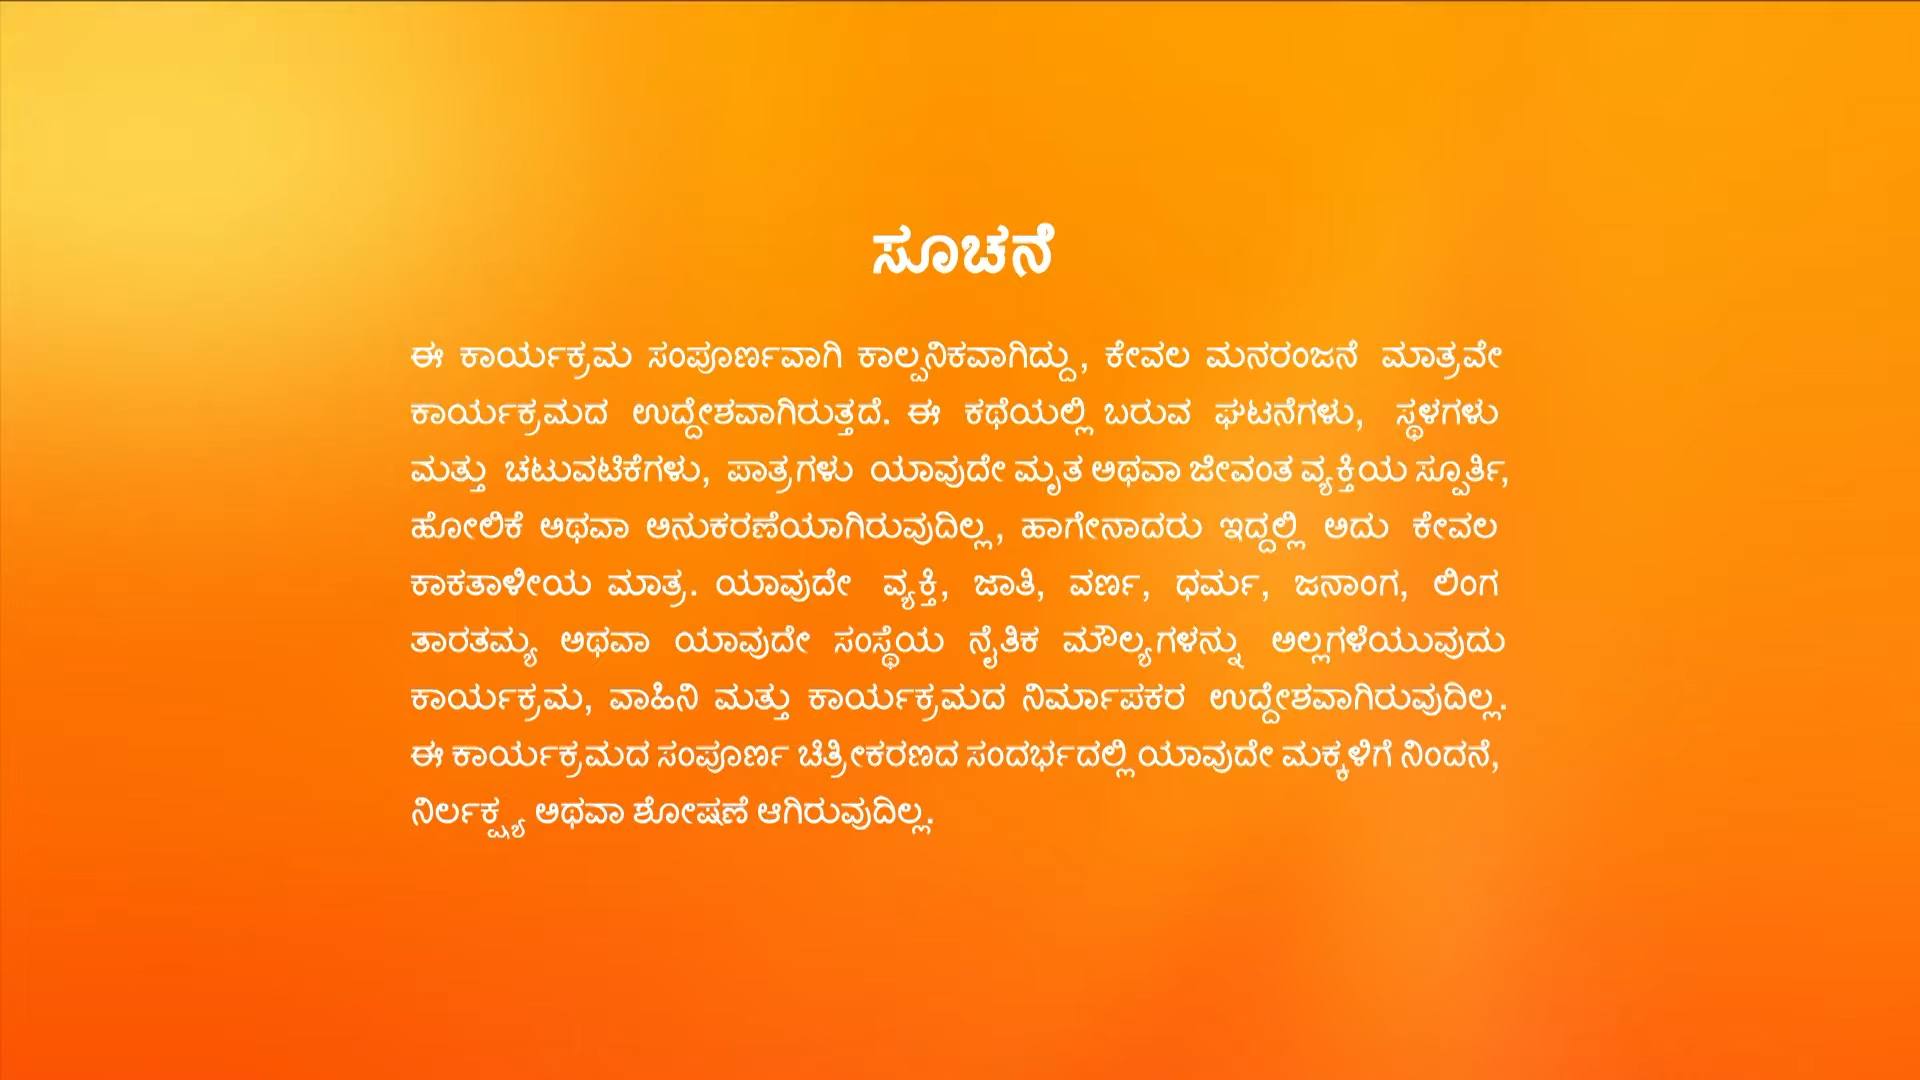 ಸೂಚನೆ
ಈ ಕಾರ್ಯಕ್ರಮ ಸಂಪೂರ್ಣವಾಗಿ ಕಾಲ್ಪನಿಕವಾಗಿದ್ದು, ಕೇವಲ ಮನರಂಜನೆ ಮಾತ್ರವೇ
ಕಾರ್ಯಕ್ರಮದ ಉದ್ದೇಶವಾಗಿರುತ್ತದೆ. ಈ ಕಥೆಯಲ್ಲಿ ಬರುವ ಘಟನೆಗಳು, ಸ್ಥಳಗಳು
ಮತ್ತು ಚಟುವಟಿಕೆಗಳು, ಪಾತ್ರಗಳು ಯಾವುದೇ ಮೃತ ಅಥವಾ ಜೀವಂತ ವ್ಯಕ್ತಿಯ ಸ್ಪೂರ್ತಿ,
ಹೋಲಿಕೆ ಅಥವಾ ಅನುಕರಣೆಯಾಗಿರುವುದಿಲ್ಲ, ಹಾಗೇನಾದರು ಇದ್ದಲ್ಲಿ ಅದು ಕೇವಲ
ಕಾಕತಾಳೀಯ ಮಾತ್ರ. ಯಾವುದೇ ವ್ಯಕ್ತಿ, ಜಾತಿ, ವರ್ಣ, ಧರ್ಮ, ಜನಾಂಗ, ಲಿಂಗ
ತಾರತಮ್ಯ ಅಥವಾ ಯಾವುದೇ ಸಂಸ್ಥೆಯ ನೈತಿಕ ಮೌಲ್ಯಗಳನ್ನು ಅಲ್ಲಗಳೆಯುವುದು
ಕಾರ್ಯಕ್ರಮ, ವಾಹಿನಿ ಮತ್ತು ಕಾರ್ಯಕ್ರಮದ ನಿರ್ಮಾಪಕರ ಉದ್ದೇಶವಾಗಿರುವುದಿಲ್ಲ.
ಈ ಕಾರ್ಯಕ್ರಮದ ಸಂಪೂರ್ಣ ಚಿತ್ರೀಕರಣದ ಸಂದರ್ಭದಲ್ಲಿ ಯಾವುದೇ ಮಕ್ಕಳಿಗೆ ನಿಂದನೆ,
ನಿರ್ಲಕ್ಷ್ಯ ಅಥವಾ ಶೋಷಣೆ ಆಗಿರುವುದಿಲ್ಲ.